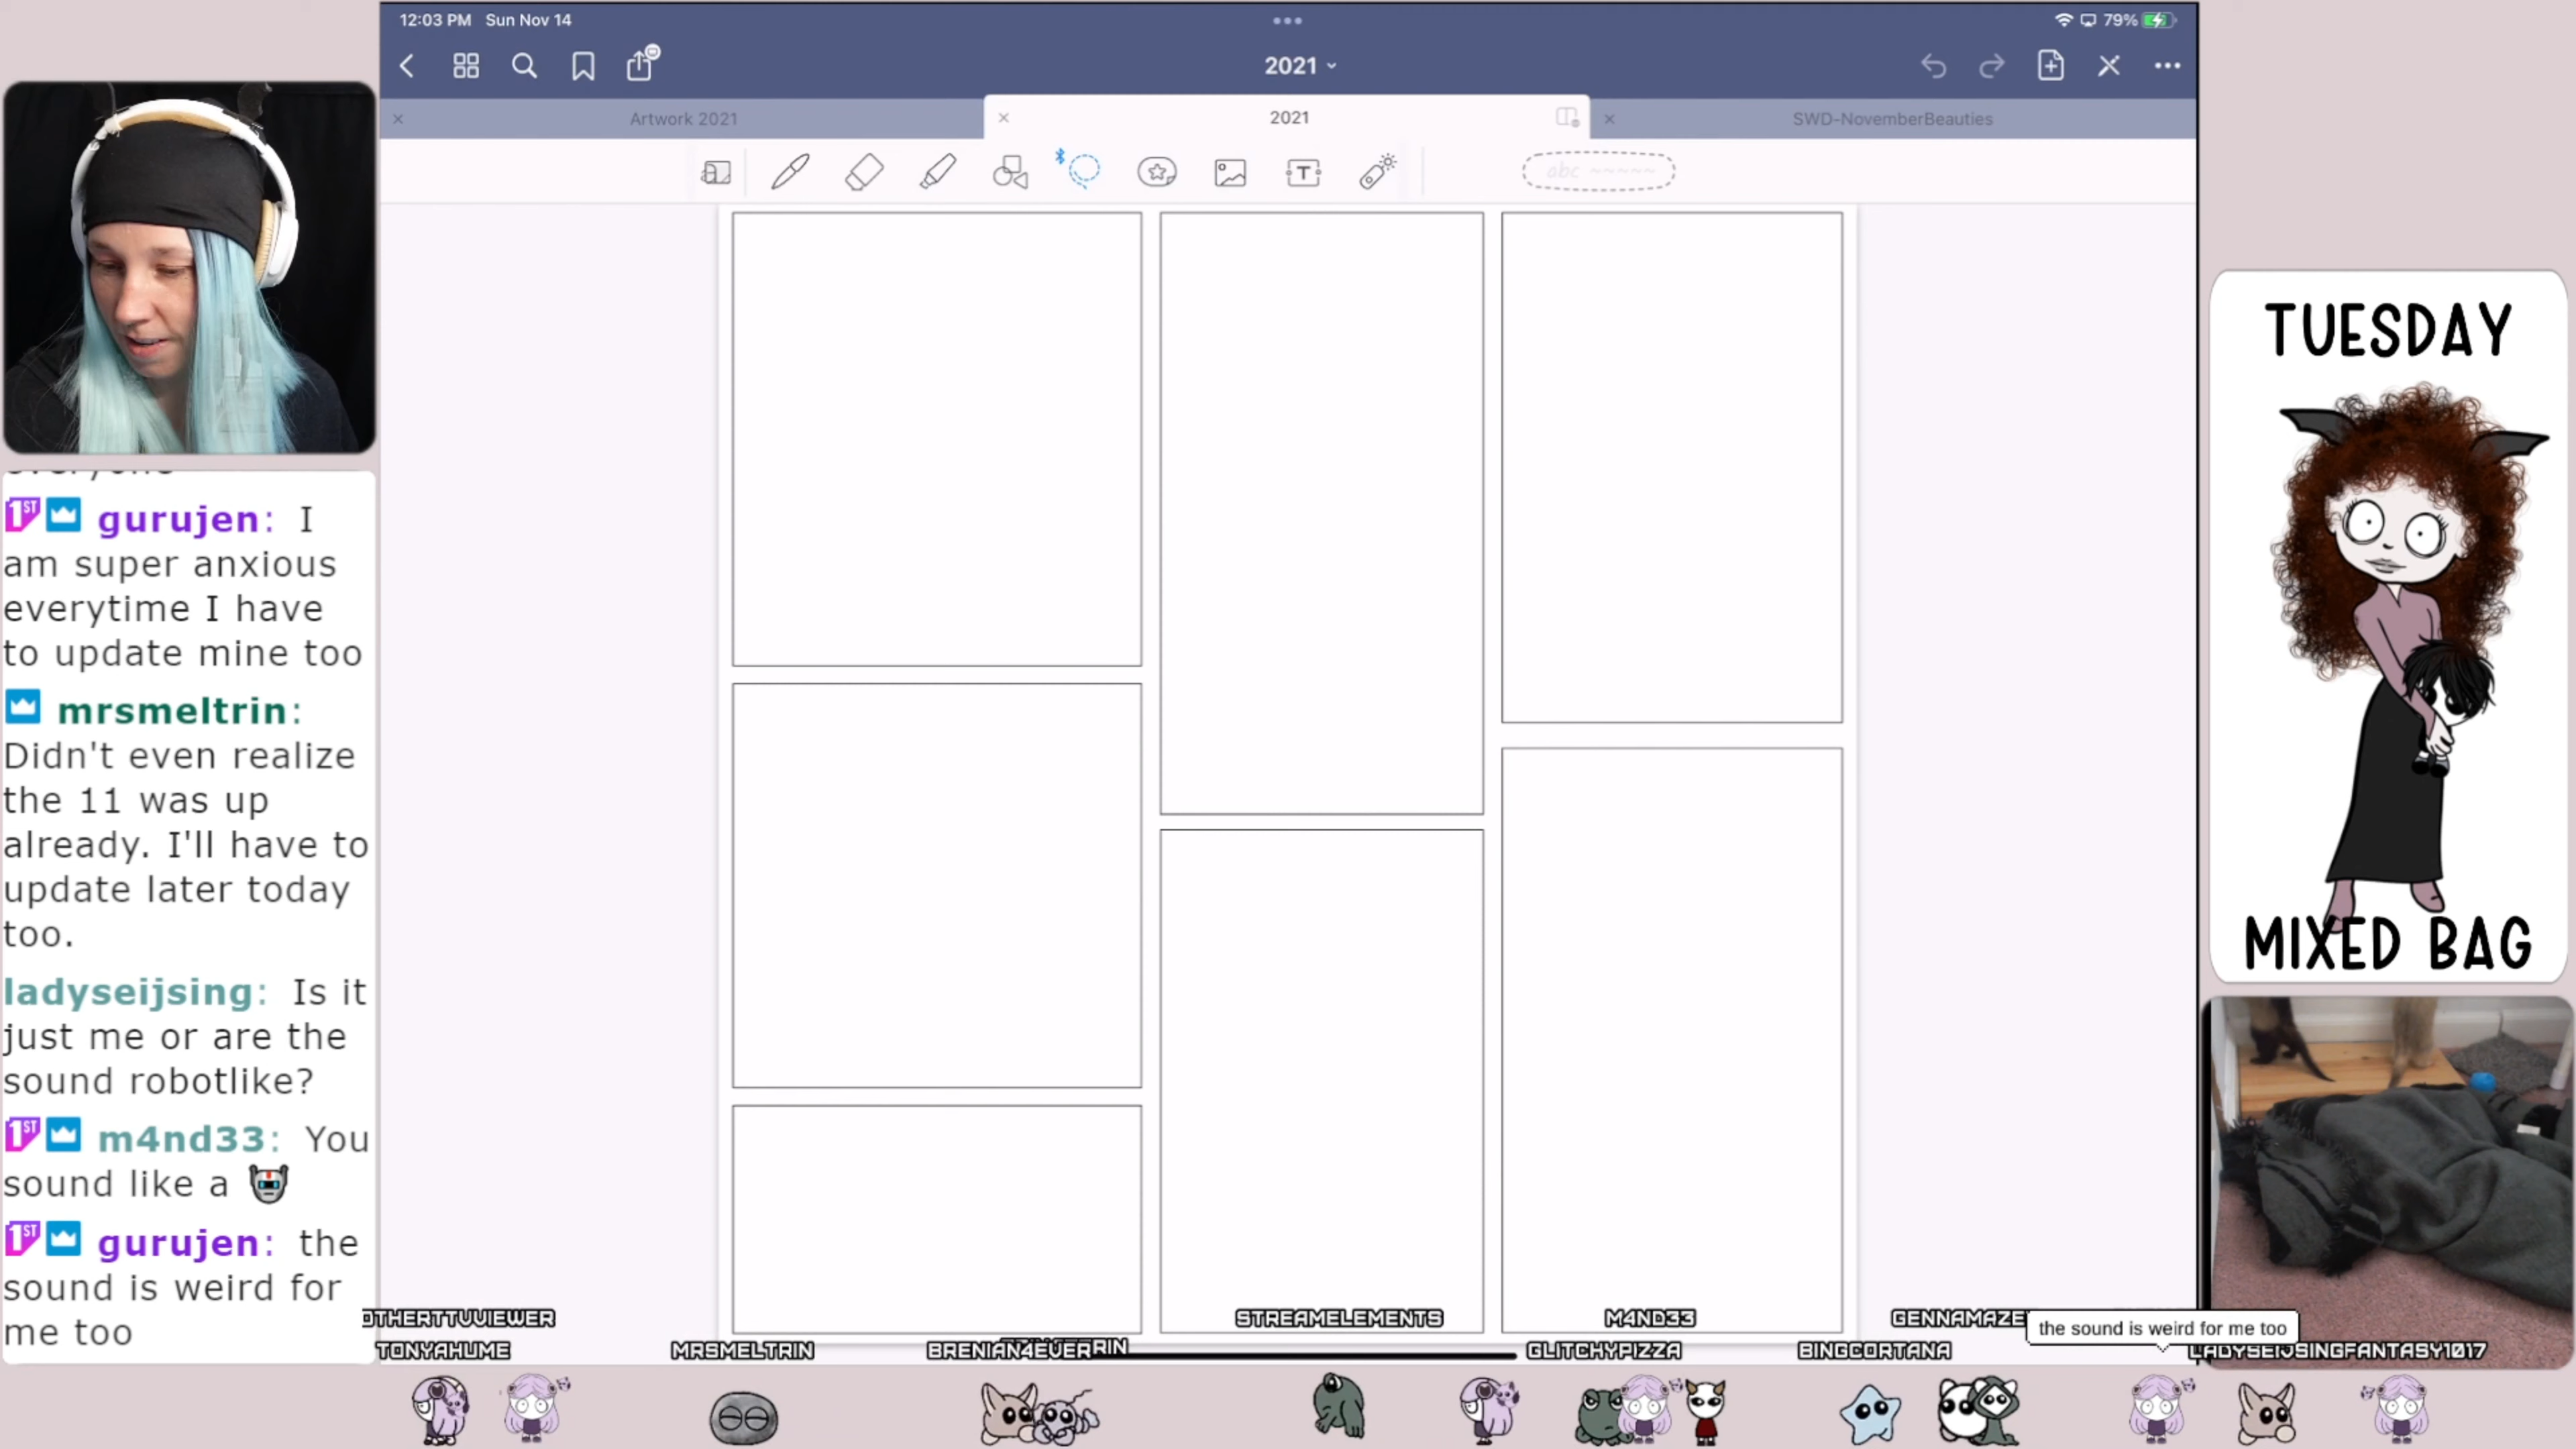 12:03 PM Sun Nov 14
79%
2021
Artwork 2021
2021
SWD-NovemberBeauties
T
abc
gurujen: I
am super anxious
everytime I have
to update mine too
mrsmeltrin:
Didn't even realize
the 11 was up
already. I'll have to
update later today
too.
ladyseijsing: Is it
just me or are the
sound robotlike?
1ST m4nd33: You
sound like a
1ST gurujen: the
sound is weird for
me too
TUESDAY
MIXED BAG
OTHERTTVVIEWER
STREAMELEMENTS
M4ND33
the sound is weird for me too
TONYAHUME
MRSMELTRIN
BRENIAN4EVER
GLITCHYPIZZA
BINGCORTANA